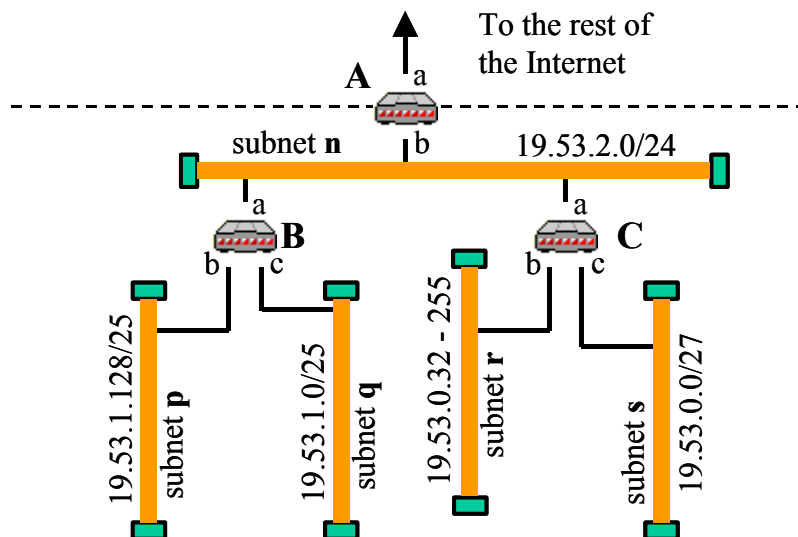 To the rest of
the Internet
A
a
subnet n
b
19.53.2.0/24
a
B
b
c
a
C
b
c
19.53.1.128/25
subnet p
19.53.1.0/25
subnet q
19.53.0.32 - 255
subnet r
subnet s
19.53.0.0/27